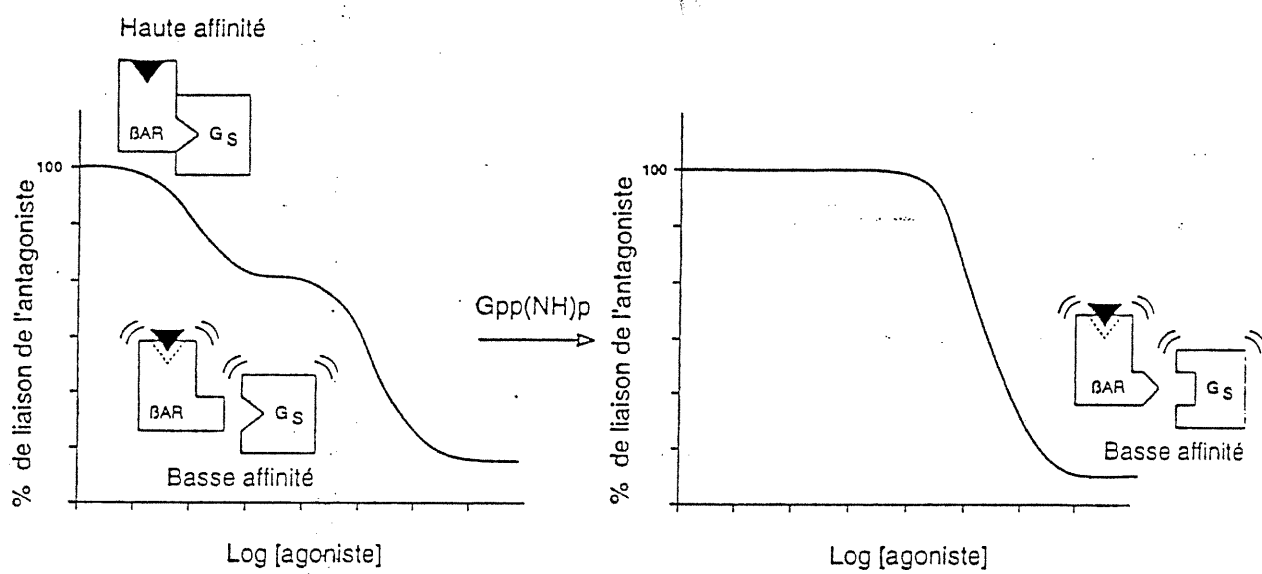 Haute affinité
βAR
G S
100
% de liaison de l'antagoniste
βAR
G S
Basse affinité
Log [agoniste]
Gpp(NH)p
100
% de liaison de l'antagoniste
βAR
G S
Basse affinité
Log [agoniste]